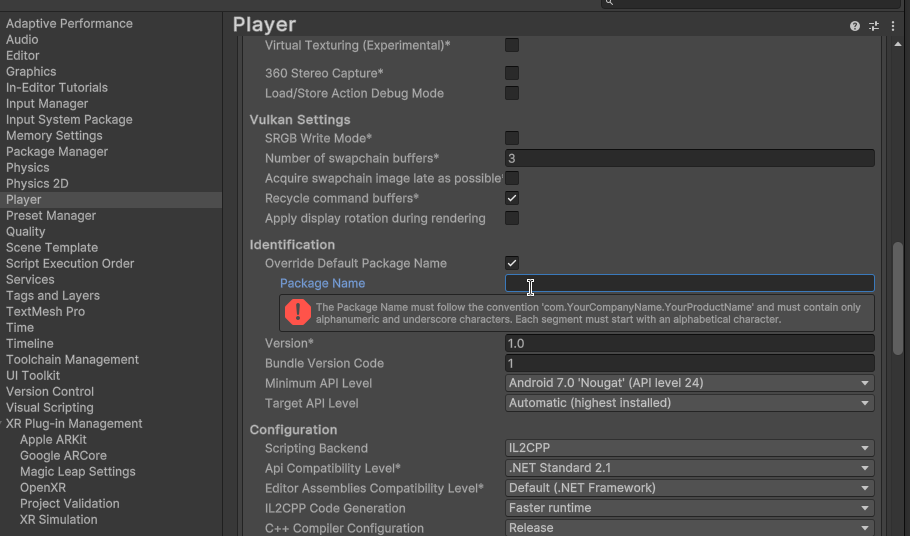 Player
Adaptive Performance
Audio
Editor
Graphics
In-Editor Tutorials
Input Manager
Input System Package
Memory Settings
Package Manager
Physics
Physics 2D
Player
Preset Manager
Quality
Scene Template
Script Execution Order
Services
Tags and Layers
TextMesh Pro
Time
Timeline
Toolchain Management
UI Toolkit
Version Control
Visual Scripting
XR Plug-in Management
Apple ARKit
Google ARCore
Magic Leap Settings
OpenXR
Project Validation
XR Simulation
Virtual Texturing (Experimental)*
360 Stereo Capture*
Load/Store Action Debug Mode
Vulkan Settings
SRGB Write Mode*
Number of swapchain buffers* 3
Acquire swapchain image late as possible*
Recycle command buffers*
Apply display rotation during rendering
Identification
Override Default Package Name
Package Name
The Package Name must follow the convention 'com.YourCompanyName.YourProductName' and must contain only
alphanumeric and underscore characters. Each segment must start with an alphabetical character.
Version* 1.0
Bundle Version Code 1
Minimum API Level Android 7.0 'Nougat' (API level 24)
Target API Level Automatic (highest installed)
Configuration
Scripting Backend IL2CPP
Api Compatibility Level* .NET Standard 2.1
Editor Assemblies Compatibility Level* Default (.NET Framework)
IL2CPP Code Generation Faster runtime
C++ Compiler Configuration Release